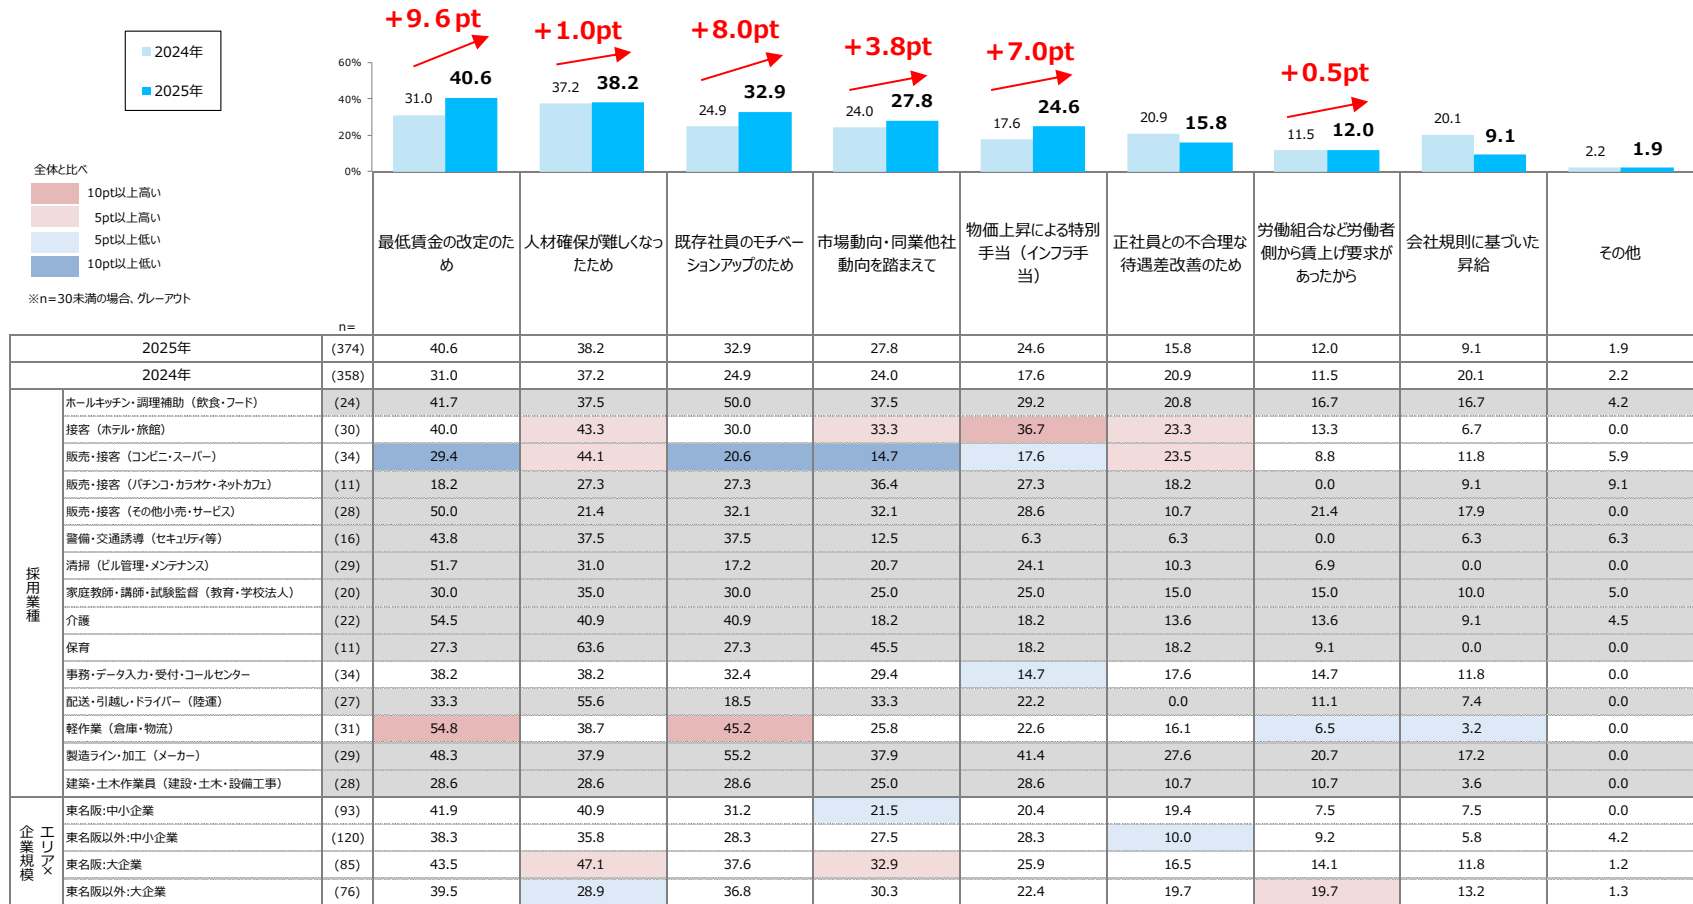 2024年
2025年
+9.6pt
+1.0pt
+8.0pt
+3.8pt
+7.0pt
+0.5pt
60%
40%
20%
0%
31.0 40.6
37.2 38.2
24.9 32.9
24.0 27.8
17.6 24.6
20.9 15.8
11.5 12.0
20.1 9.1
2.2 1.9
全体と比べ
10pt以上高い
5pt以上高い
5pt以上低い
10pt以上低い
※n=30未満の場合、グレーアウト
最低賃金の改定のた
め
人材確保が難しくなっ
たため
既存社員のモチベー
ションアップのため
市場動向・同業他社
動向を踏まえて
物価上昇による特別
手当（インフラ手
当）
正社員との不合理な
待遇差改善のため
労働組合など労働者
側から賃上げ要求が
あったから
会社規則に基づいた
昇給
その他
n=
2025年 (374) 40.6 38.2 32.9 27.8 24.6 15.8 12.0 9.1 1.9
2024年 (358) 31.0 37.2 24.9 24.0 17.6 20.9 11.5 20.1 2.2
採用業種
ホールキッチン・調理補助（飲食・フード） (24) 41.7 37.5 50.0 37.5 29.2 20.8 16.7 16.7 4.2
接客（ホテル・旅館） (30) 40.0 43.3 30.0 33.3 36.7 23.3 13.3 6.7 0.0
販売・接客（コンビニ・スーパー） (34) 29.4 44.1 20.6 14.7 17.6 23.5 8.8 11.8 5.9
販売・接客（パチンコ・カラオケ・ネットカフェ） (11) 18.2 27.3 27.3 36.4 27.3 18.2 0.0 9.1 9.1
販売・接客（その他小売・サービス） (28) 50.0 21.4 32.1 32.1 28.6 10.7 21.4 17.9 0.0
警備・交通誘導（セキュリティ等） (16) 43.8 37.5 37.5 12.5 6.3 6.3 0.0 6.3 6.3
清掃（ビル管理・メンテナンス） (29) 51.7 31.0 17.2 20.7 24.1 10.3 6.9 0.0 0.0
家庭教師・講師・試験監督（教育・学校法人） (20) 30.0 35.0 30.0 25.0 25.0 15.0 15.0 10.0 5.0
介護 (22) 54.5 40.9 40.9 18.2 18.2 13.6 13.6 9.1 4.5
保育 (11) 27.3 63.6 27.3 45.5 18.2 18.2 9.1 0.0 0.0
事務・データ入力・受付・コールセンター (34) 38.2 38.2 32.4 29.4 14.7 17.6 14.7 11.8 0.0
配送・引越し・ドライバー（陸運） (27) 33.3 55.6 18.5 33.3 22.2 0.0 11.1 7.4 0.0
軽作業（倉庫・物流） (31) 54.8 38.7 45.2 25.8 22.6 16.1 6.5 3.2 0.0
製造ライン・加工（メーカー） (29) 48.3 37.9 55.2 37.9 41.4 27.6 20.7 17.2 0.0
建築・土木作業員（建設・土木・設備工事） (28) 28.6 28.6 28.6 25.0 28.6 10.7 10.7 3.6 0.0
エリア×
企業規模
東名阪:中小企業 (93) 41.9 40.9 31.2 21.5 20.4 19.4 7.5 7.5 0.0
東名阪以外:中小企業 (120) 38.3 35.8 28.3 27.5 28.3 10.0 9.2 5.8 4.2
東名阪:大企業 (85) 43.5 47.1 37.6 32.9 25.9 16.5 14.1 11.8 1.2
東名阪以外:大企業 (76) 39.5 28.9 36.8 30.3 22.4 19.7 19.7 13.2 1.3